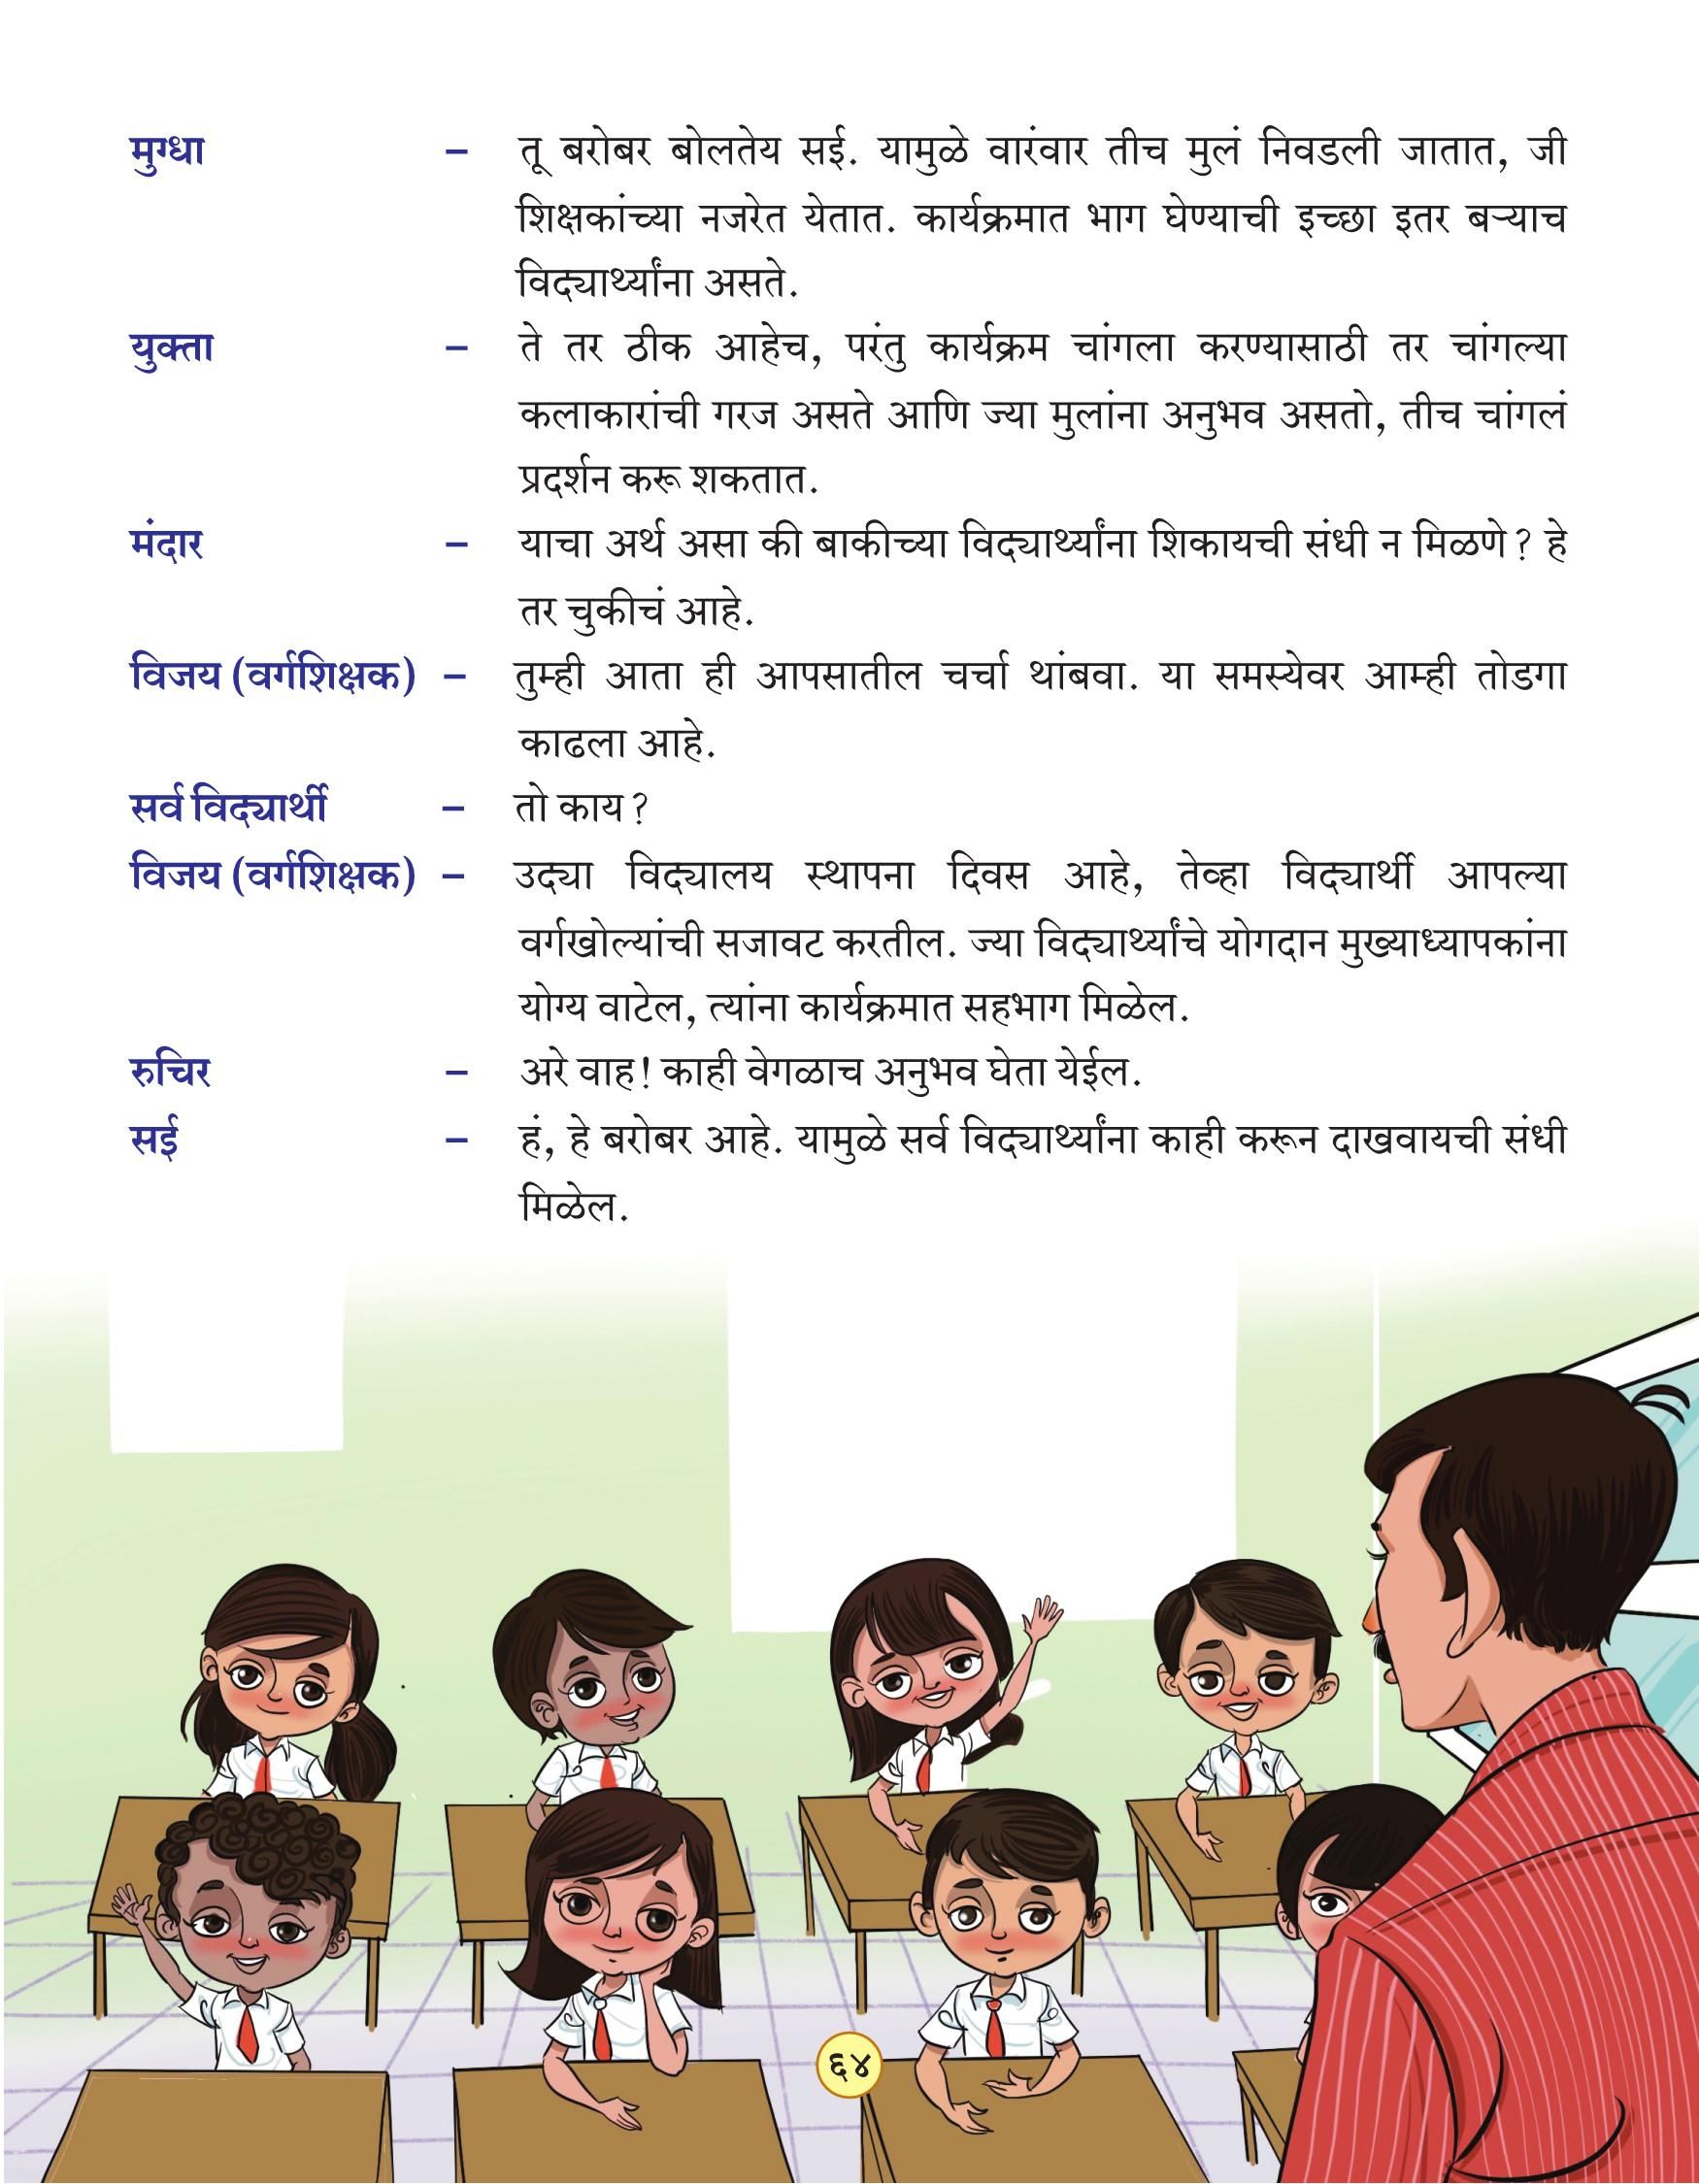 मुग्धा – तू बरोबर बोलतेय सई. यामुळे वारंवार तीच मुलं निवडली जातात, जी
शिक्षकांच्या नजरेत येतात. कार्यक्रमात भाग घेण्याची इच्छा इतर बऱ्याच
विद्यार्थ्यांना असते.
युक्ता – ते तर ठीक आहेच, परंतु कार्यक्रम चांगला करण्यासाठी तर चांगल्या
कलाकारांची गरज असते आणि ज्या मुलांना अनुभव असतो, तीच चांगलं
प्रदर्शन करू शकतात.
मंदार – याचा अर्थ असा की बाकीच्या विद्यार्थ्यांना शिकायची संधी न मिळणे? हे
तर चुकीचं आहे.
विजय (वर्गशिक्षक) – तुम्ही आता ही आपसातील चर्चा थांबवा. या समस्येवर आम्ही तोडगा
काढला आहे.
सर्व विद्यार्थी – तो काय?
विजय (वर्गशिक्षक) – उद्या विद्यालय स्थापना दिवस आहे, तेव्हा विद्यार्थी आपल्या
वर्गखोल्यांची सजावट करतील. ज्या विद्यार्थ्यांचे योगदान मुख्याध्यापकांना
योग्य वाटेल, त्यांना कार्यक्रमात सहभाग मिळेल.
रुचिर – अरे वाह! काही वेगळाच अनुभव घेता येईल.
सई – हं, हे बरोबर आहे. यामुळे सर्व विद्यार्थ्यांना काही करून दाखवायची संधी
मिळेल.
६४